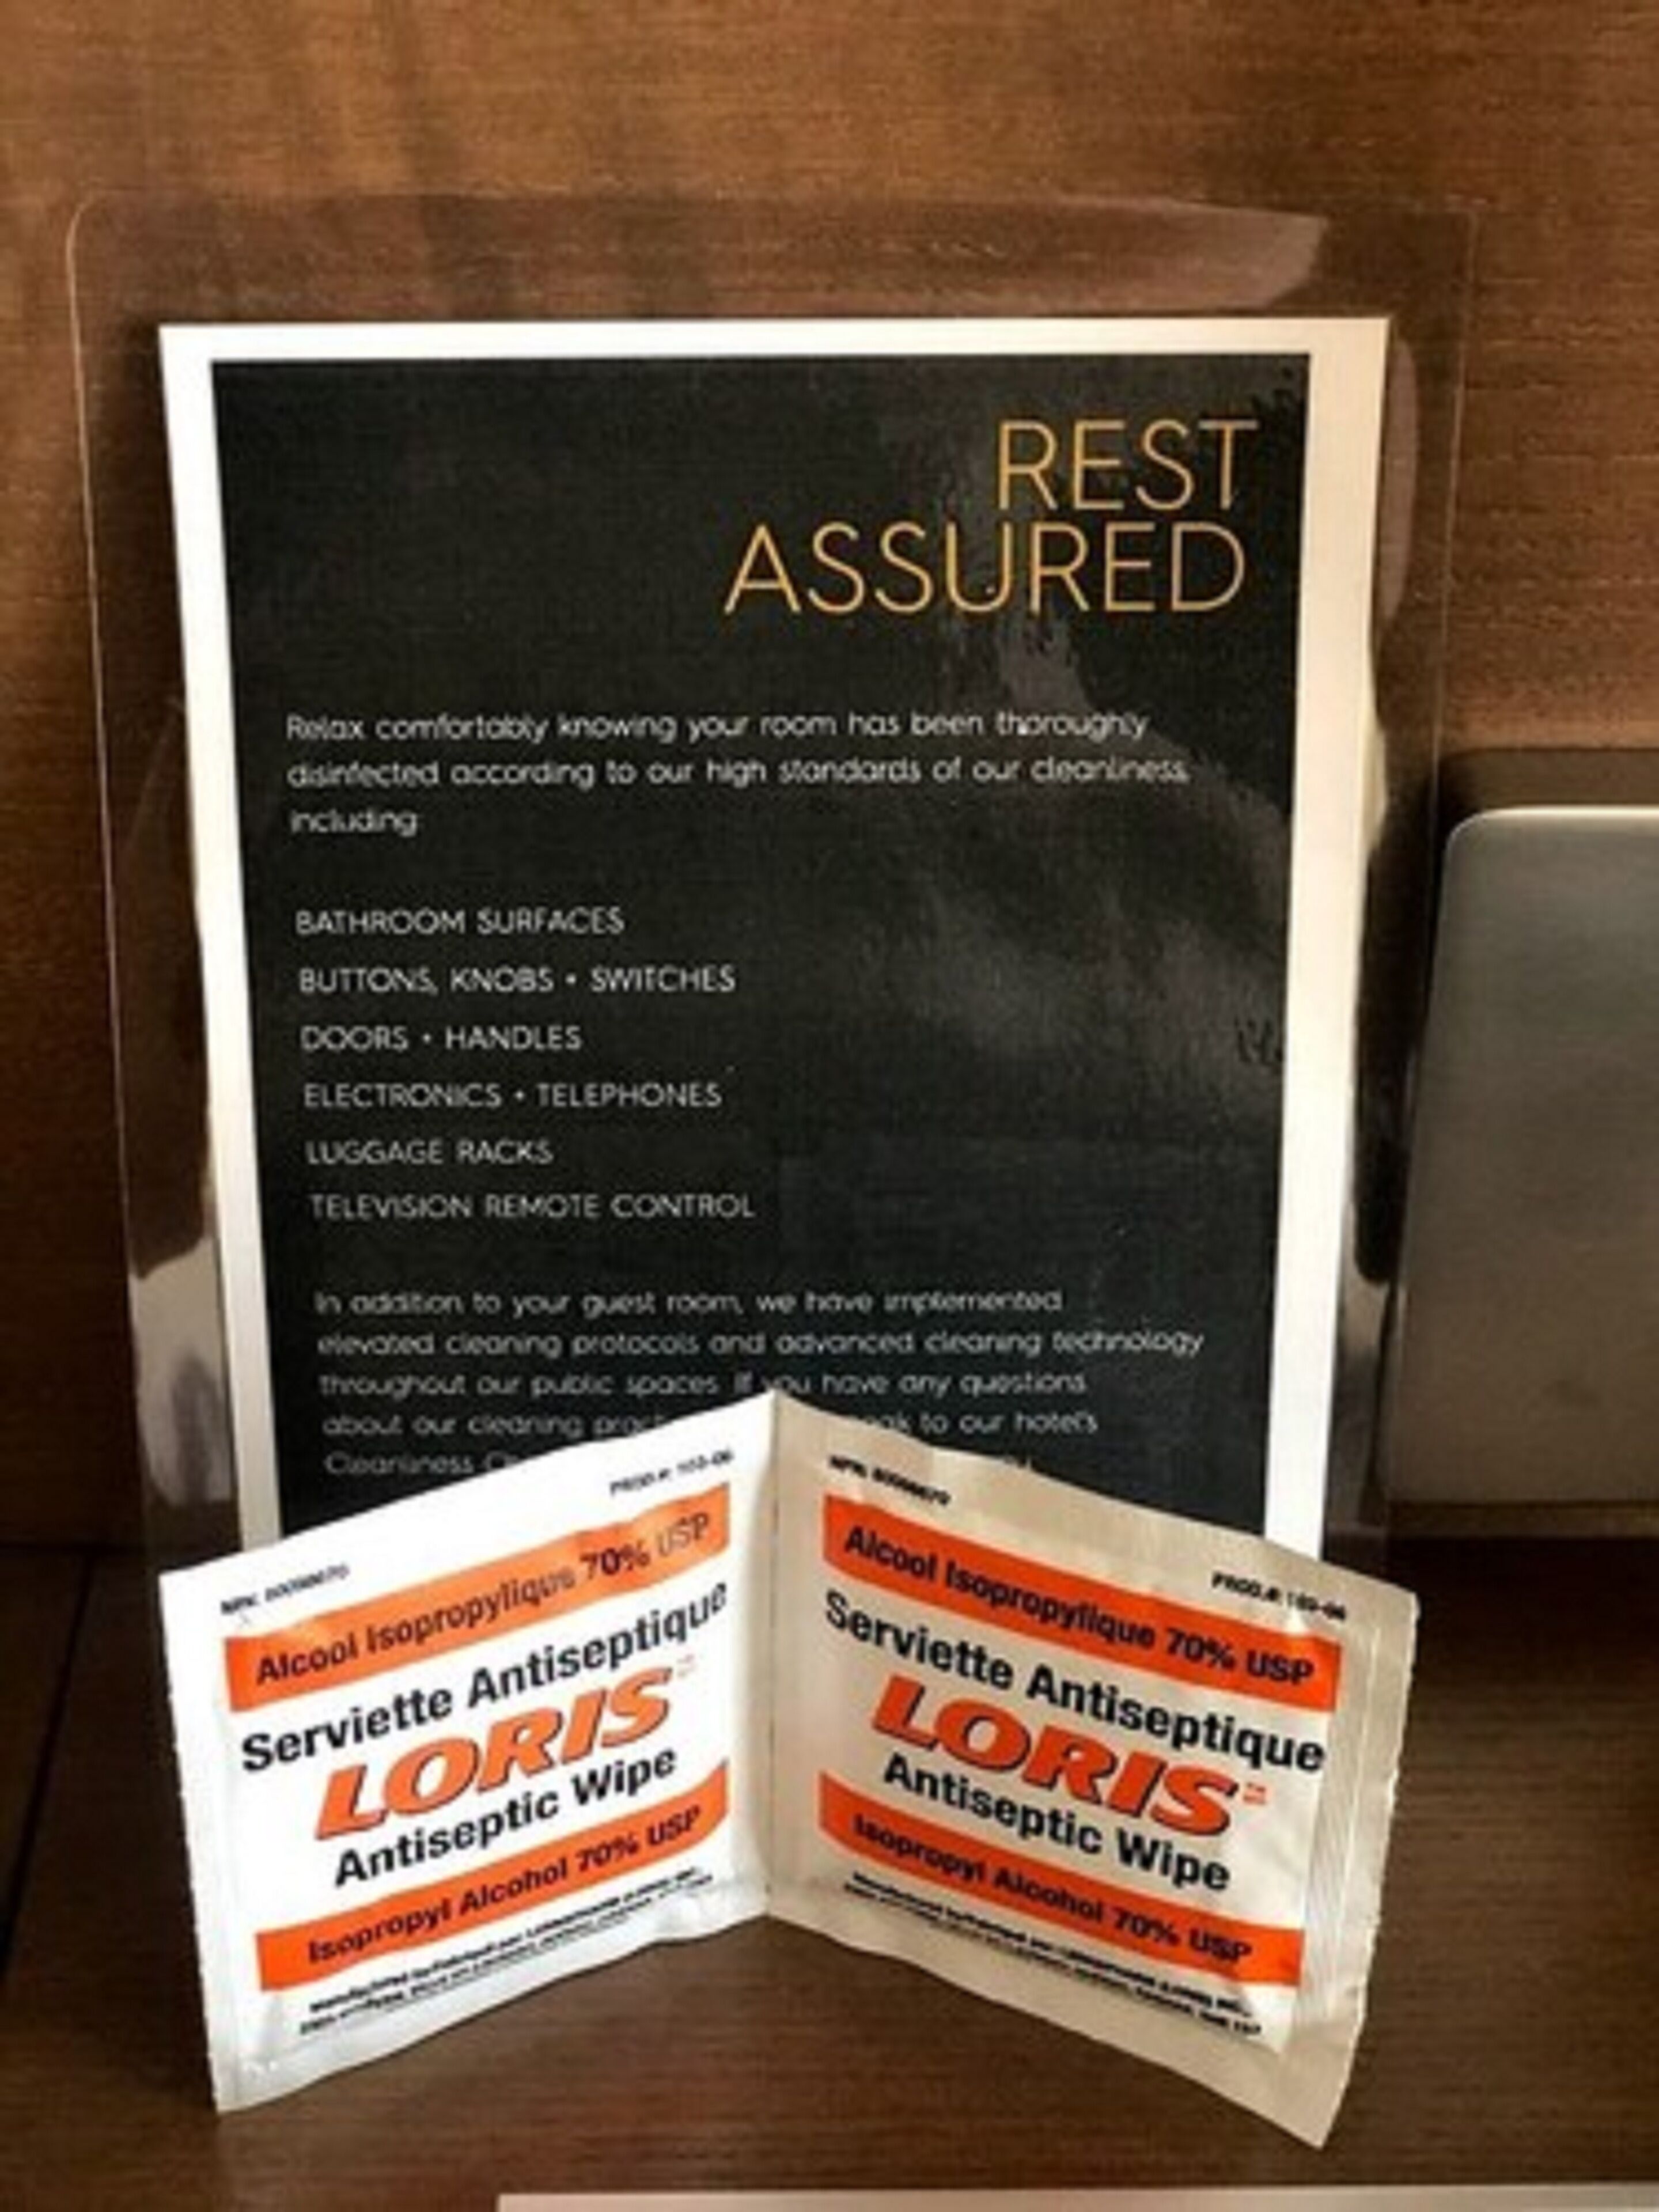 REST
ASSURED
Relax comfortably knowing your room has been thoroughly
disinfected according to our high standards of our cleanliness,
including:
BATHROOM SURFACES
BUTTONS, KNOBS + SWITCHES
DOORS + HANDLES
ELECTRONICS + TELEPHONES
LUGGAGE RACKS
TELEVISION REMOTE CONTROL
In addition to your guest room, we have implemented
elevated cleaning protocols and advanced cleaning technology
throughout our public spaces. If you have any questions
about our cleaning to our hotel's
Cleanliness
Alcool Isopropylique 70% USP
Serviette Antiseptique
LORIS
Antiseptic Wipe
Isopropyl Alcohol 70% USP
Alcool Isopropylique 70% USP
Serviette Antiseptique
LORIS
Antiseptic Wipe
Isopropyl Alcohol 70% USP